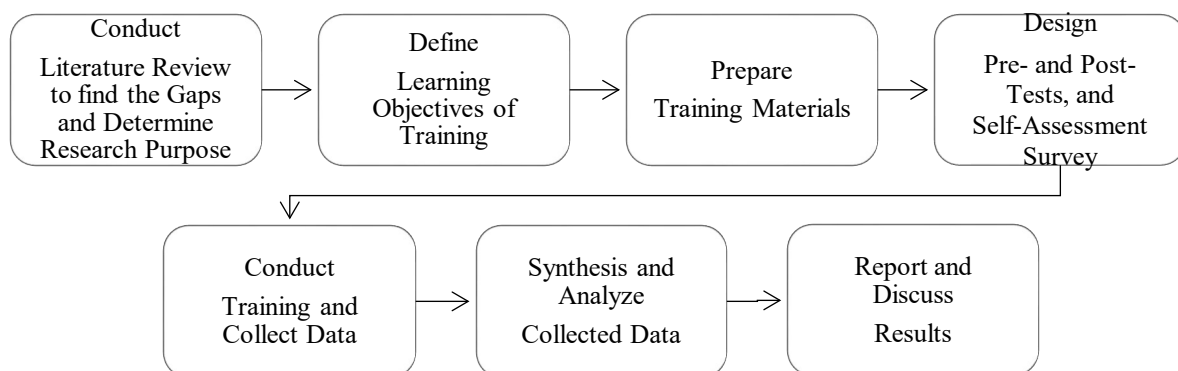 Conduct
Literature Review
to find the Gaps
and Determine
Research Purpose
Define
Learning
Objectives of
Training
Prepare
Training Materials
Design
Pre- and Post-
Tests, and
Self-Assessment
Survey
Conduct
Training and
Collect Data
Synthesis and
Analyze
Collected Data
Report and
Discuss
Results